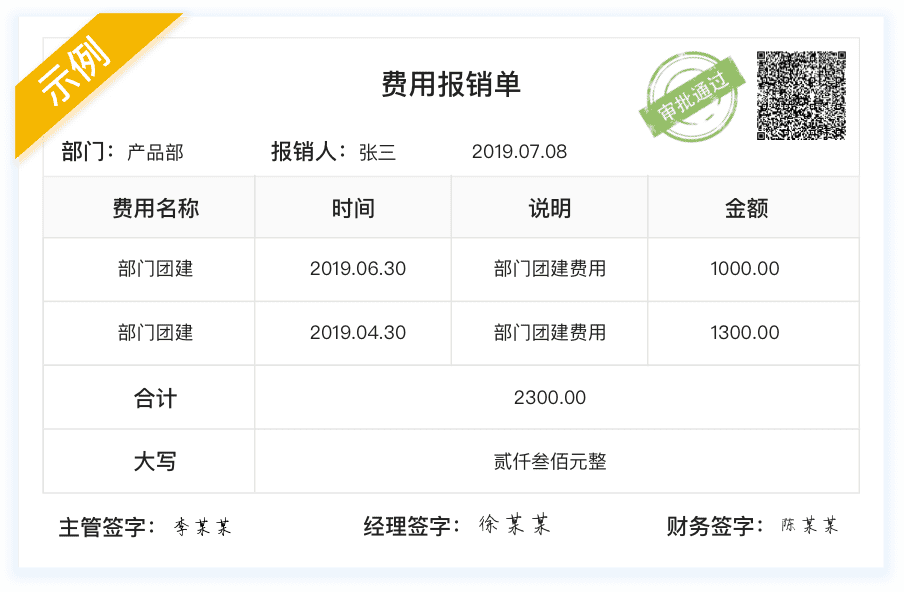 示例
费用报销单
审批通过
部门：产品部 报销人：张三 2019.07.08
费用名称 时间 说明 金额
部门团建 2019.06.30 部门团建费用 1000.00
部门团建 2019.04.30 部门团建费用 1300.00
合计 2300.00
大写 贰仟叁佰元整
主管签字：李某某 经理签字：徐某某 财务签字：陈某某